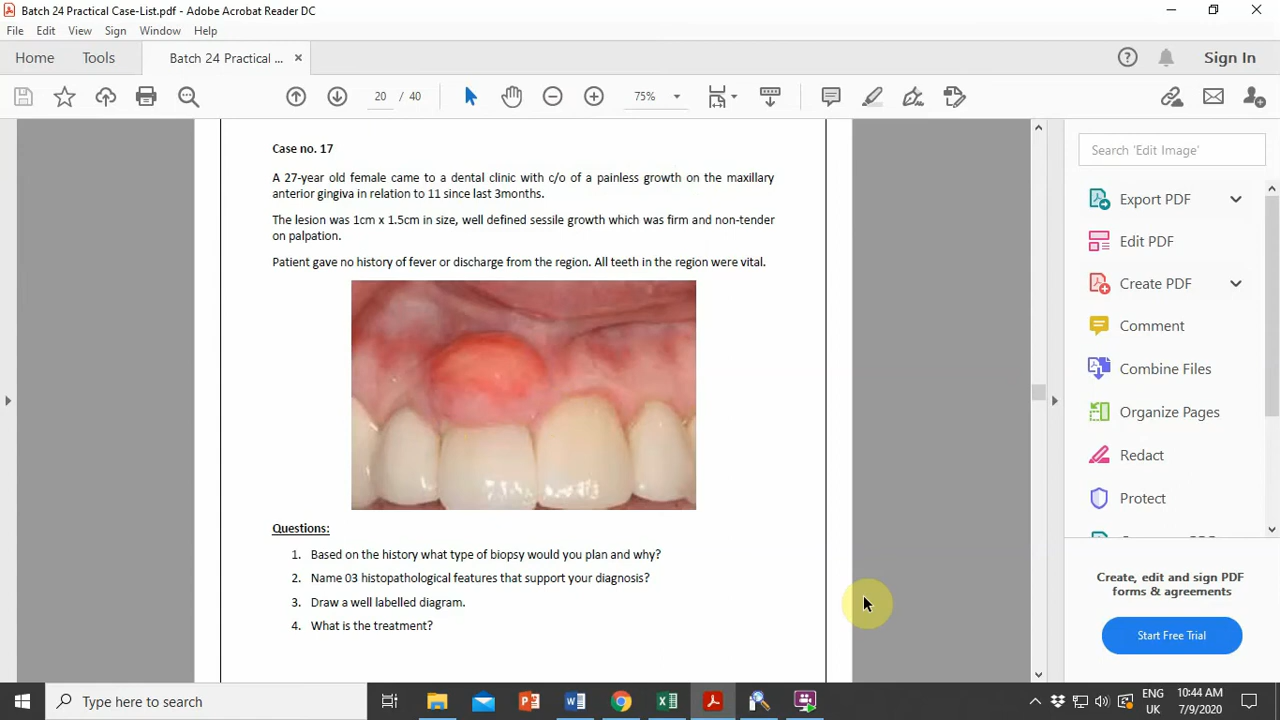 Batch 24 Practical Case-List.pdf - Adobe Acrobat Reader DC
File Edit View Sign Window Help
Home Tools Batch 24 Practical ... Sign In
20 / 40 75%
Case no. 17
A 27-year old female came to a dental clinic with c/o of a painless growth on the maxillary
anterior gingiva in relation to 11 since last 3months.
The lesion was 1cm x 1.5cm in size, well defined sessile growth which was firm and non-tender
on palpation.
Patient gave no history of fever or discharge from the region. All teeth in the region were vital.
Questions:
1. Based on the history what type of biopsy would you plan and why?
2. Name 03 histopathological features that support your diagnosis?
3. Draw a well labelled diagram.
4. What is the treatment?
Search 'Edit Image'
Export PDF
Edit PDF
Create PDF
Comment
Combine Files
Organize Pages
Redact
Protect
Create, edit and sign PDF
forms & agreements
Start Free Trial
Type here to search
ENG
UK
10:44 AM
7/9/2020